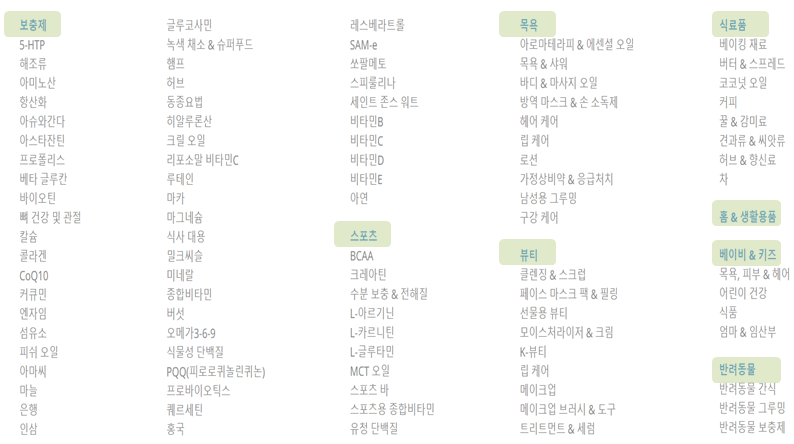 보충제
5-HTP
해조류
아미노산
항산화
아슈와간다
아스타잔틴
프로폴리스
베타 글루칸
바이오틴
뼈 건강 및 관절
칼슘
콜라겐
CoQ10
커큐민
엔자임
섬유소
피쉬 오일
아마씨
마늘
은행
인삼
글루코사민
녹색 채소 & 슈퍼푸드
헴프
허브
동종요법
히알루론산
크릴 오일
리포소말 비타민C
루테인
마카
마그네슘
식사 대용
밀크씨슬
미네랄
종합비타민
버섯
오메가3-6-9
식물성 단백질
PQQ(피로로퀴놀린퀴논)
프로바이오틱스
퀘르세틴
홍국
레스베라트롤
SAM-e
쏘팔메토
스피룰리나
세인트 존스 워트
비타민B
비타민C
비타민D
비타민E
아연
스포츠
BCAA
크레아틴
수분 보충 & 전해질
L-아르기닌
L-카르니틴
L-글루타민
MCT 오일
스포츠 바
스포츠용 종합비타민
유청 단백질
목욕
아로마테라피 & 에센셜 오일
목욕 & 샤워
바디 & 마사지 오일
방역 마스크 & 손 소독제
헤어 케어
립 케어
로션
가정상비약 & 응급처치
남성용 그루밍
구강 케어
뷰티
클렌징 & 스크럽
페이스 마스크 팩 & 필링
선물용 뷰티
모이스처라이저 & 크림
K-뷰티
립 케어
메이크업
메이크업 브러시 & 도구
트리트먼트 & 세럼
식료품
베이킹 재료
버터 & 스프레드
코코넛 오일
커피
꿀 & 감미료
견과류 & 씨앗류
허브 & 향신료
차
홈 & 생활용품
베이비 & 키즈
목욕, 피부 & 헤어
어린이 건강
식품
엄마 & 임산부
반려동물
반려동물 간식
반려동물 그루밍
반려동물 보충제